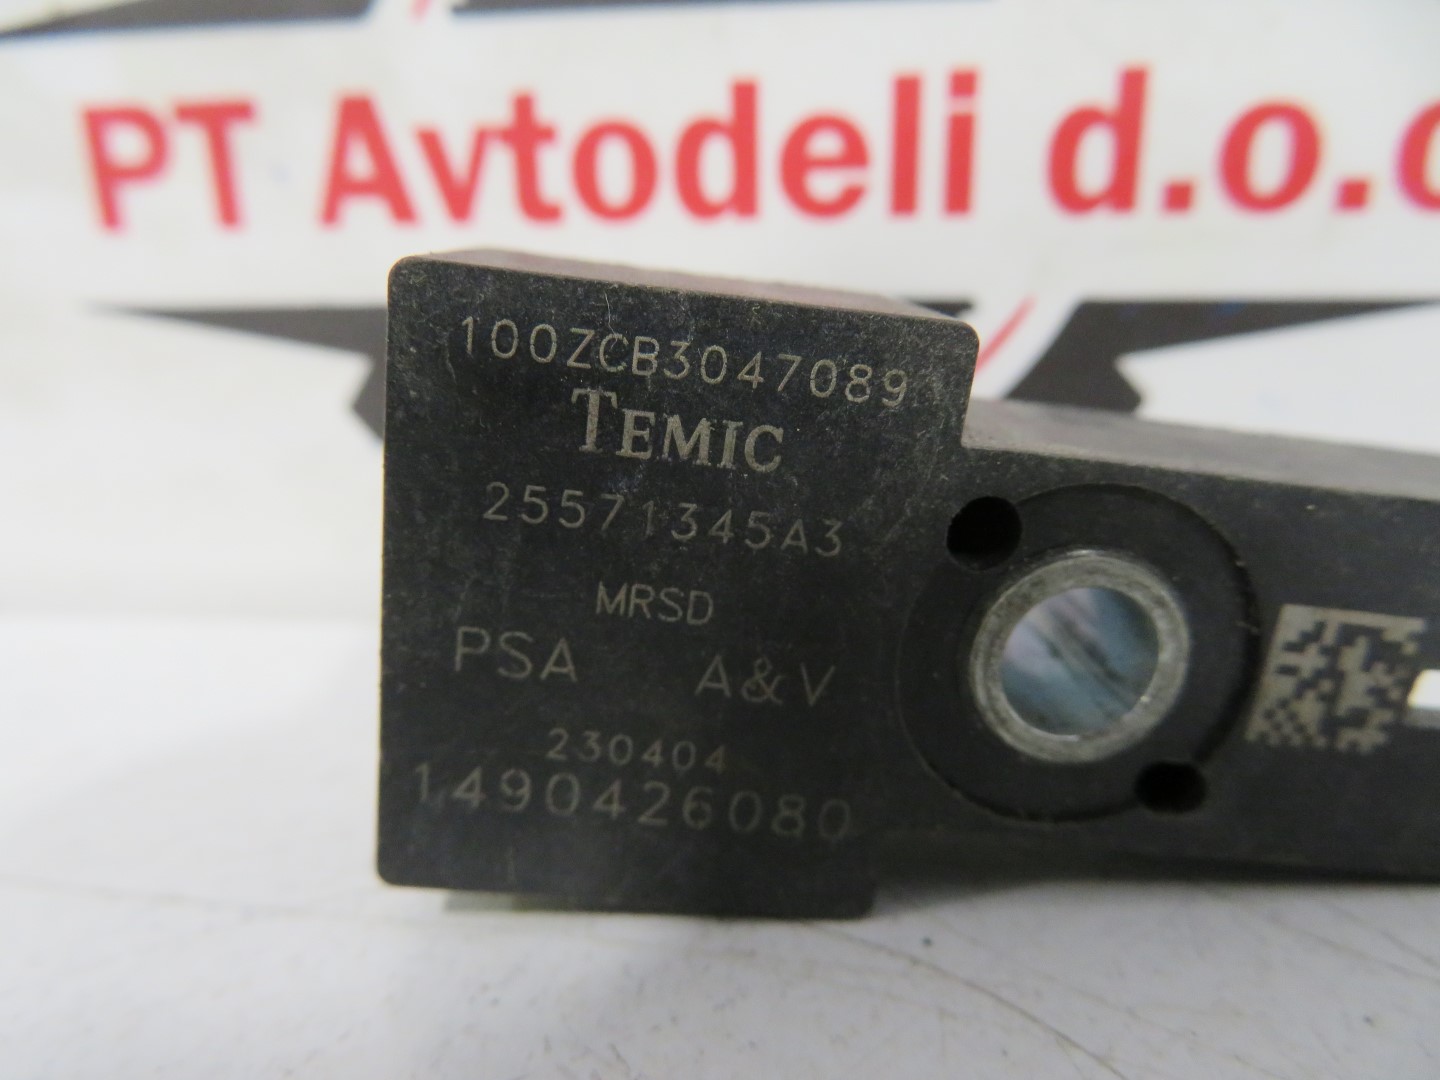 PT Avtodeli d.o.
100ZCB3047089
TEMIC
25571345A3
MRSD
PSA A&V
230404
1490426080